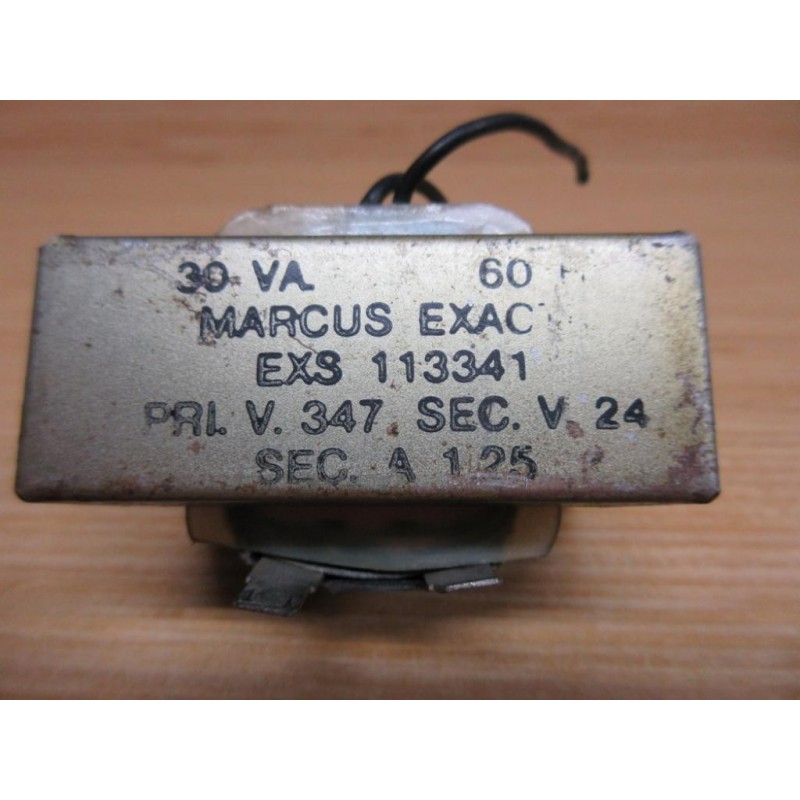 30 VA. 60
MARCUS EXAC
EXS 113341
PRI. V. 347 SEC. V. 24
SEC. A 1.25